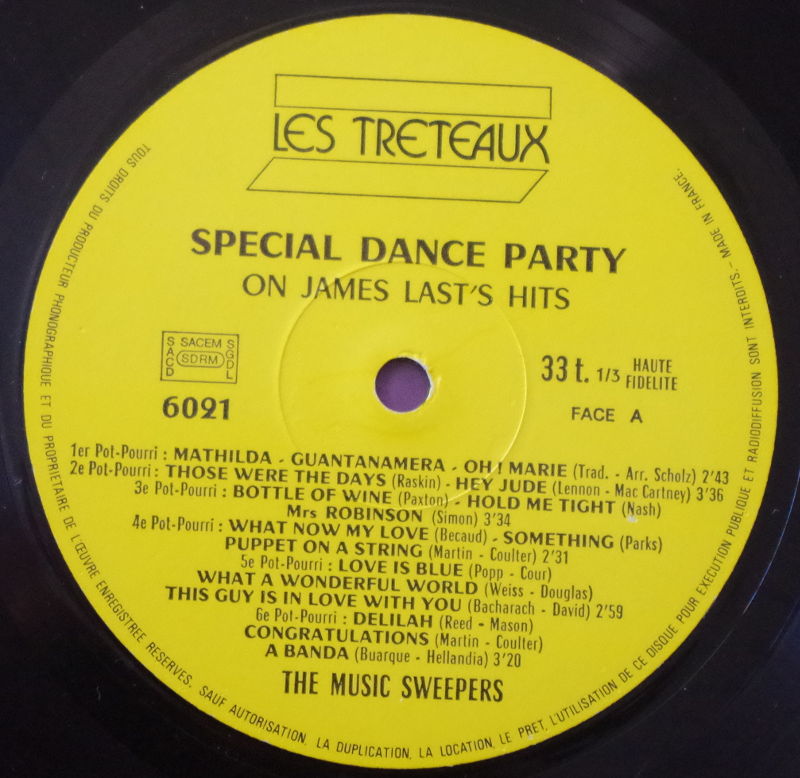 LES TRETEAUX
SPECIAL DANCE PARTY
ON JAMES LAST'S HITS
SACD
SACEM
SDRM
SGDL
6021
33 t. 1/3 HAUTE
FIDELITE
FACE A
1er Pot-Pourri : MATHILDA - GUANTANAMERA - OH ! MARIE (Trad. - Arr. Scholz) 2'43
2e Pot-Pourri : THOSE WERE THE DAYS (Raskin) - HEY JUDE (Lennon - Mac Cartney) 3'36
3e Pot-Pourri : BOTTLE OF WINE (Paxton) - HOLD ME TIGHT (Nash)
Mrs ROBINSON (Simon) 3'34
4e Pot-Pourri : WHAT NOW MY LOVE (Becaud) - SOMETHING (Parks)
PUPPET ON A STRING (Martin - Coulter) 2'31
5e Pot-Pourri : LOVE IS BLUE (Popp - Cour)
WHAT A WONDERFUL WORLD (Weiss - Douglas)
THIS GUY IS IN LOVE WITH YOU (Bacharach - David) 2'59
6e Pot-Pourri : DELILAH (Reed - Mason)
CONGRATULATIONS (Martin - Coulter)
A BANDA (Buarque - Hellandia) 3'20
THE MUSIC SWEEPERS
TOUS DROITS DU PRODUCTEUR PHONOGRAPHIQUE ET DU PROPRIETAIRE DE L'ŒUVRE ENREGISTREE RESERVES. SAUF AUTORISATION, LA DUPLICATION, LA LOCATION, LE PRET, L'UTILISATION DE CE DISQUE POUR EXECUTION PUBLIQUE ET RADIODIFFUSION SONT INTERDITS. - MADE IN FRANCE.